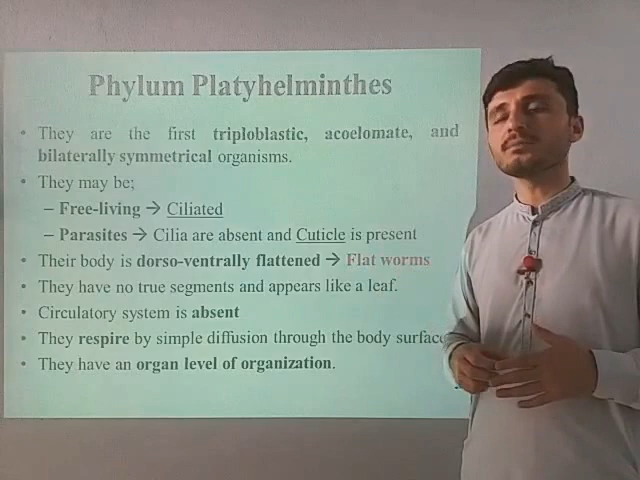 Phylum Platyhelminthes
• They are the first triploblastic, acoelomate, and
bilaterally symmetrical organisms.
• They may be;
– Free-living → Ciliated
– Parasites → Cilia are absent and Cuticle is present
• Their body is dorso-ventrally flattened → Flat worms
• They have no true segments and appears like a leaf.
• Circulatory system is absent
• They respire by simple diffusion through the body surface
• They have an organ level of organization.